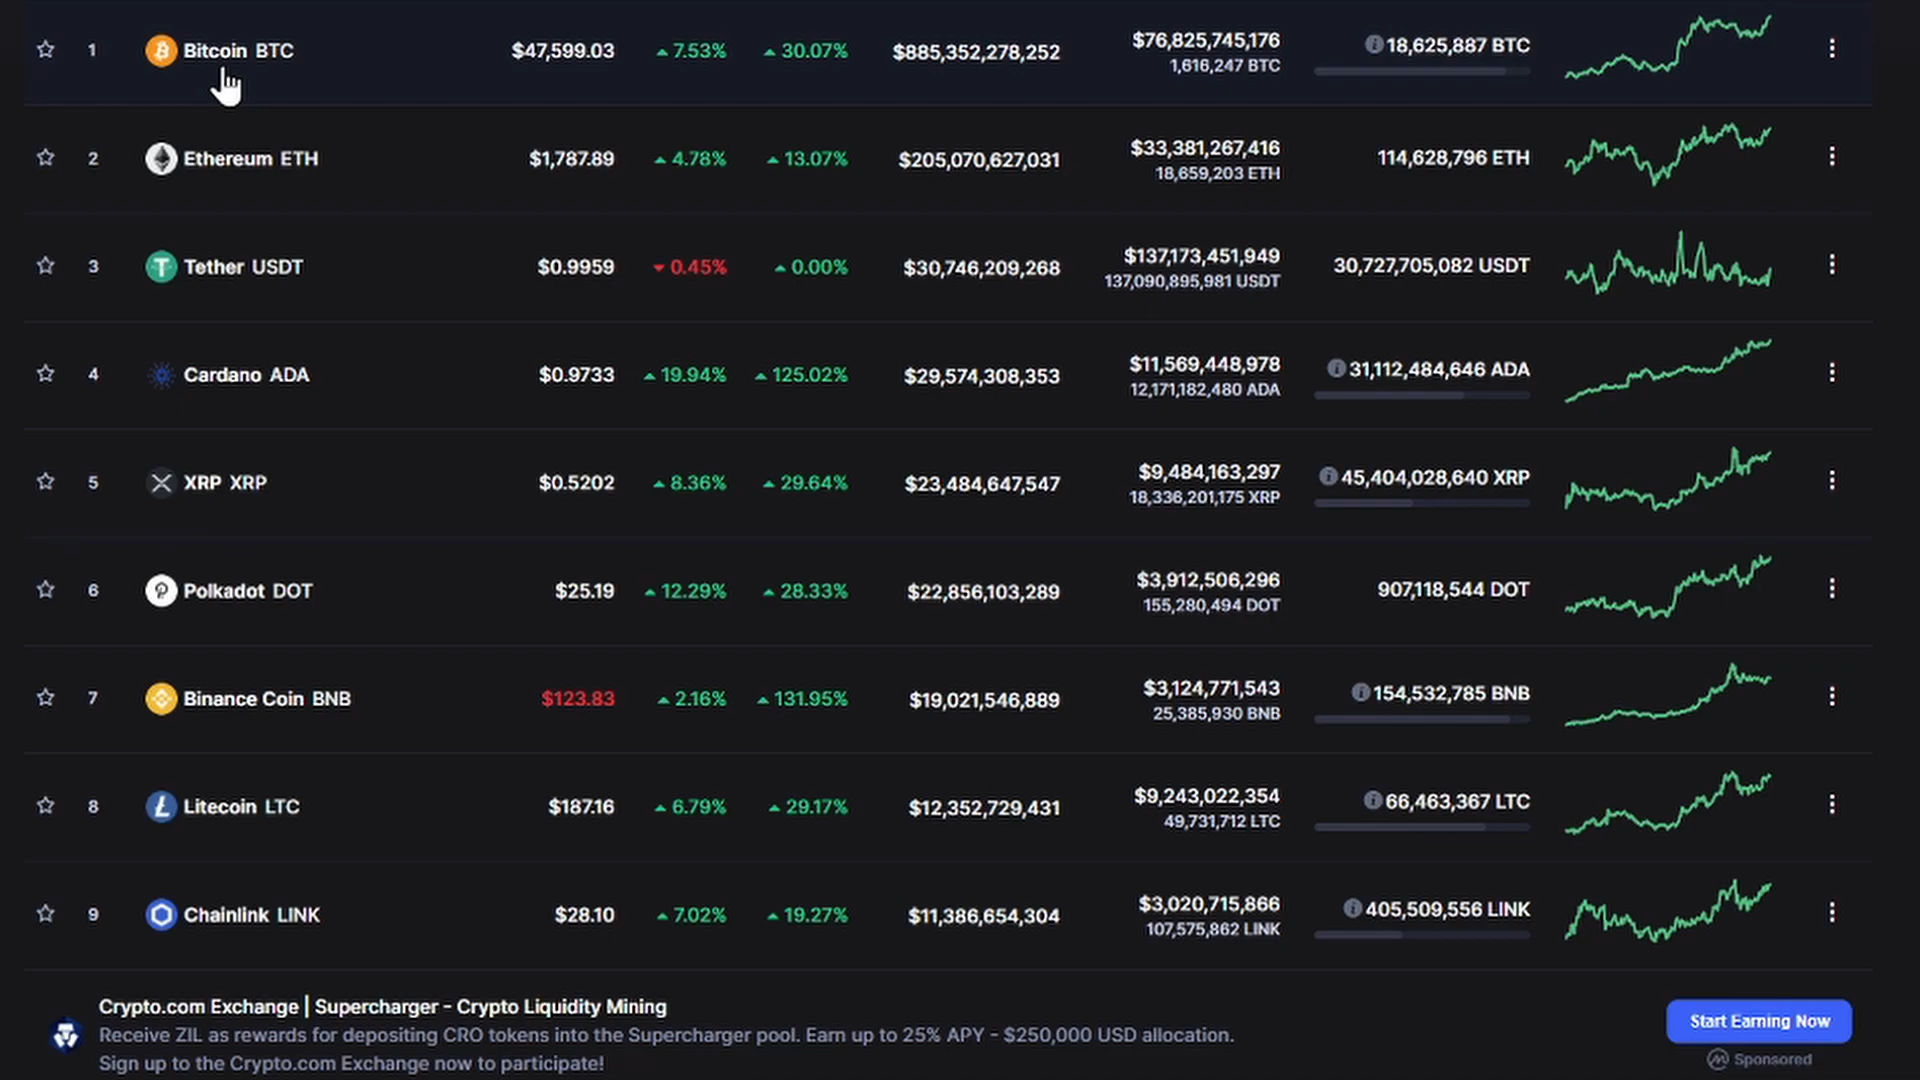 1 Bitcoin BTC $47,599.03 7.53% 30.07% $885,352,278,252 $76,825,745,176 18,625,887 BTC
1,616,247 BTC
2 Ethereum ETH $1,787.89 4.78% 13.07% $205,070,627,031 $33,381,267,416 114,628,796 ETH
18,659,203 ETH
3 Tether USDT $0.9959 0.45% 0.00% $30,746,209,268 $137,173,451,949 30,727,705,082 USDT
137,090,895,981 USDT
4 Cardano ADA $0.9733 19.94% 125.02% $29,574,308,353 $11,569,448,978 31,112,484,646 ADA
12,171,182,480 ADA
5 XRP XRP $0.5202 8.36% 29.64% $23,484,647,547 $9,484,163,297 45,404,028,640 XRP
18,336,201,175 XRP
6 Polkadot DOT $25.19 12.29% 28.33% $22,856,103,289 $3,912,506,296 907,118,544 DOT
155,280,494 DOT
7 Binance Coin BNB $123.83 2.16% 131.95% $19,021,546,889 $3,124,771,543 154,532,785 BNB
25,385,930 BNB
8 Litecoin LTC $187.16 6.79% 29.17% $12,352,729,431 $9,243,022,354 66,463,367 LTC
49,731,712 LTC
9 Chainlink LINK $28.10 7.02% 19.27% $11,386,654,304 $3,020,715,866 405,509,556 LINK
107,575,862 LINK
Crypto.com Exchange | Supercharger - Crypto Liquidity Mining
Receive ZIL as rewards for depositing CRO tokens into the Supercharger pool. Earn up to 25% APY - $250,000 USD allocation.
Sign up to the Crypto.com Exchange now to participate!
Start Earning Now
Sponsored